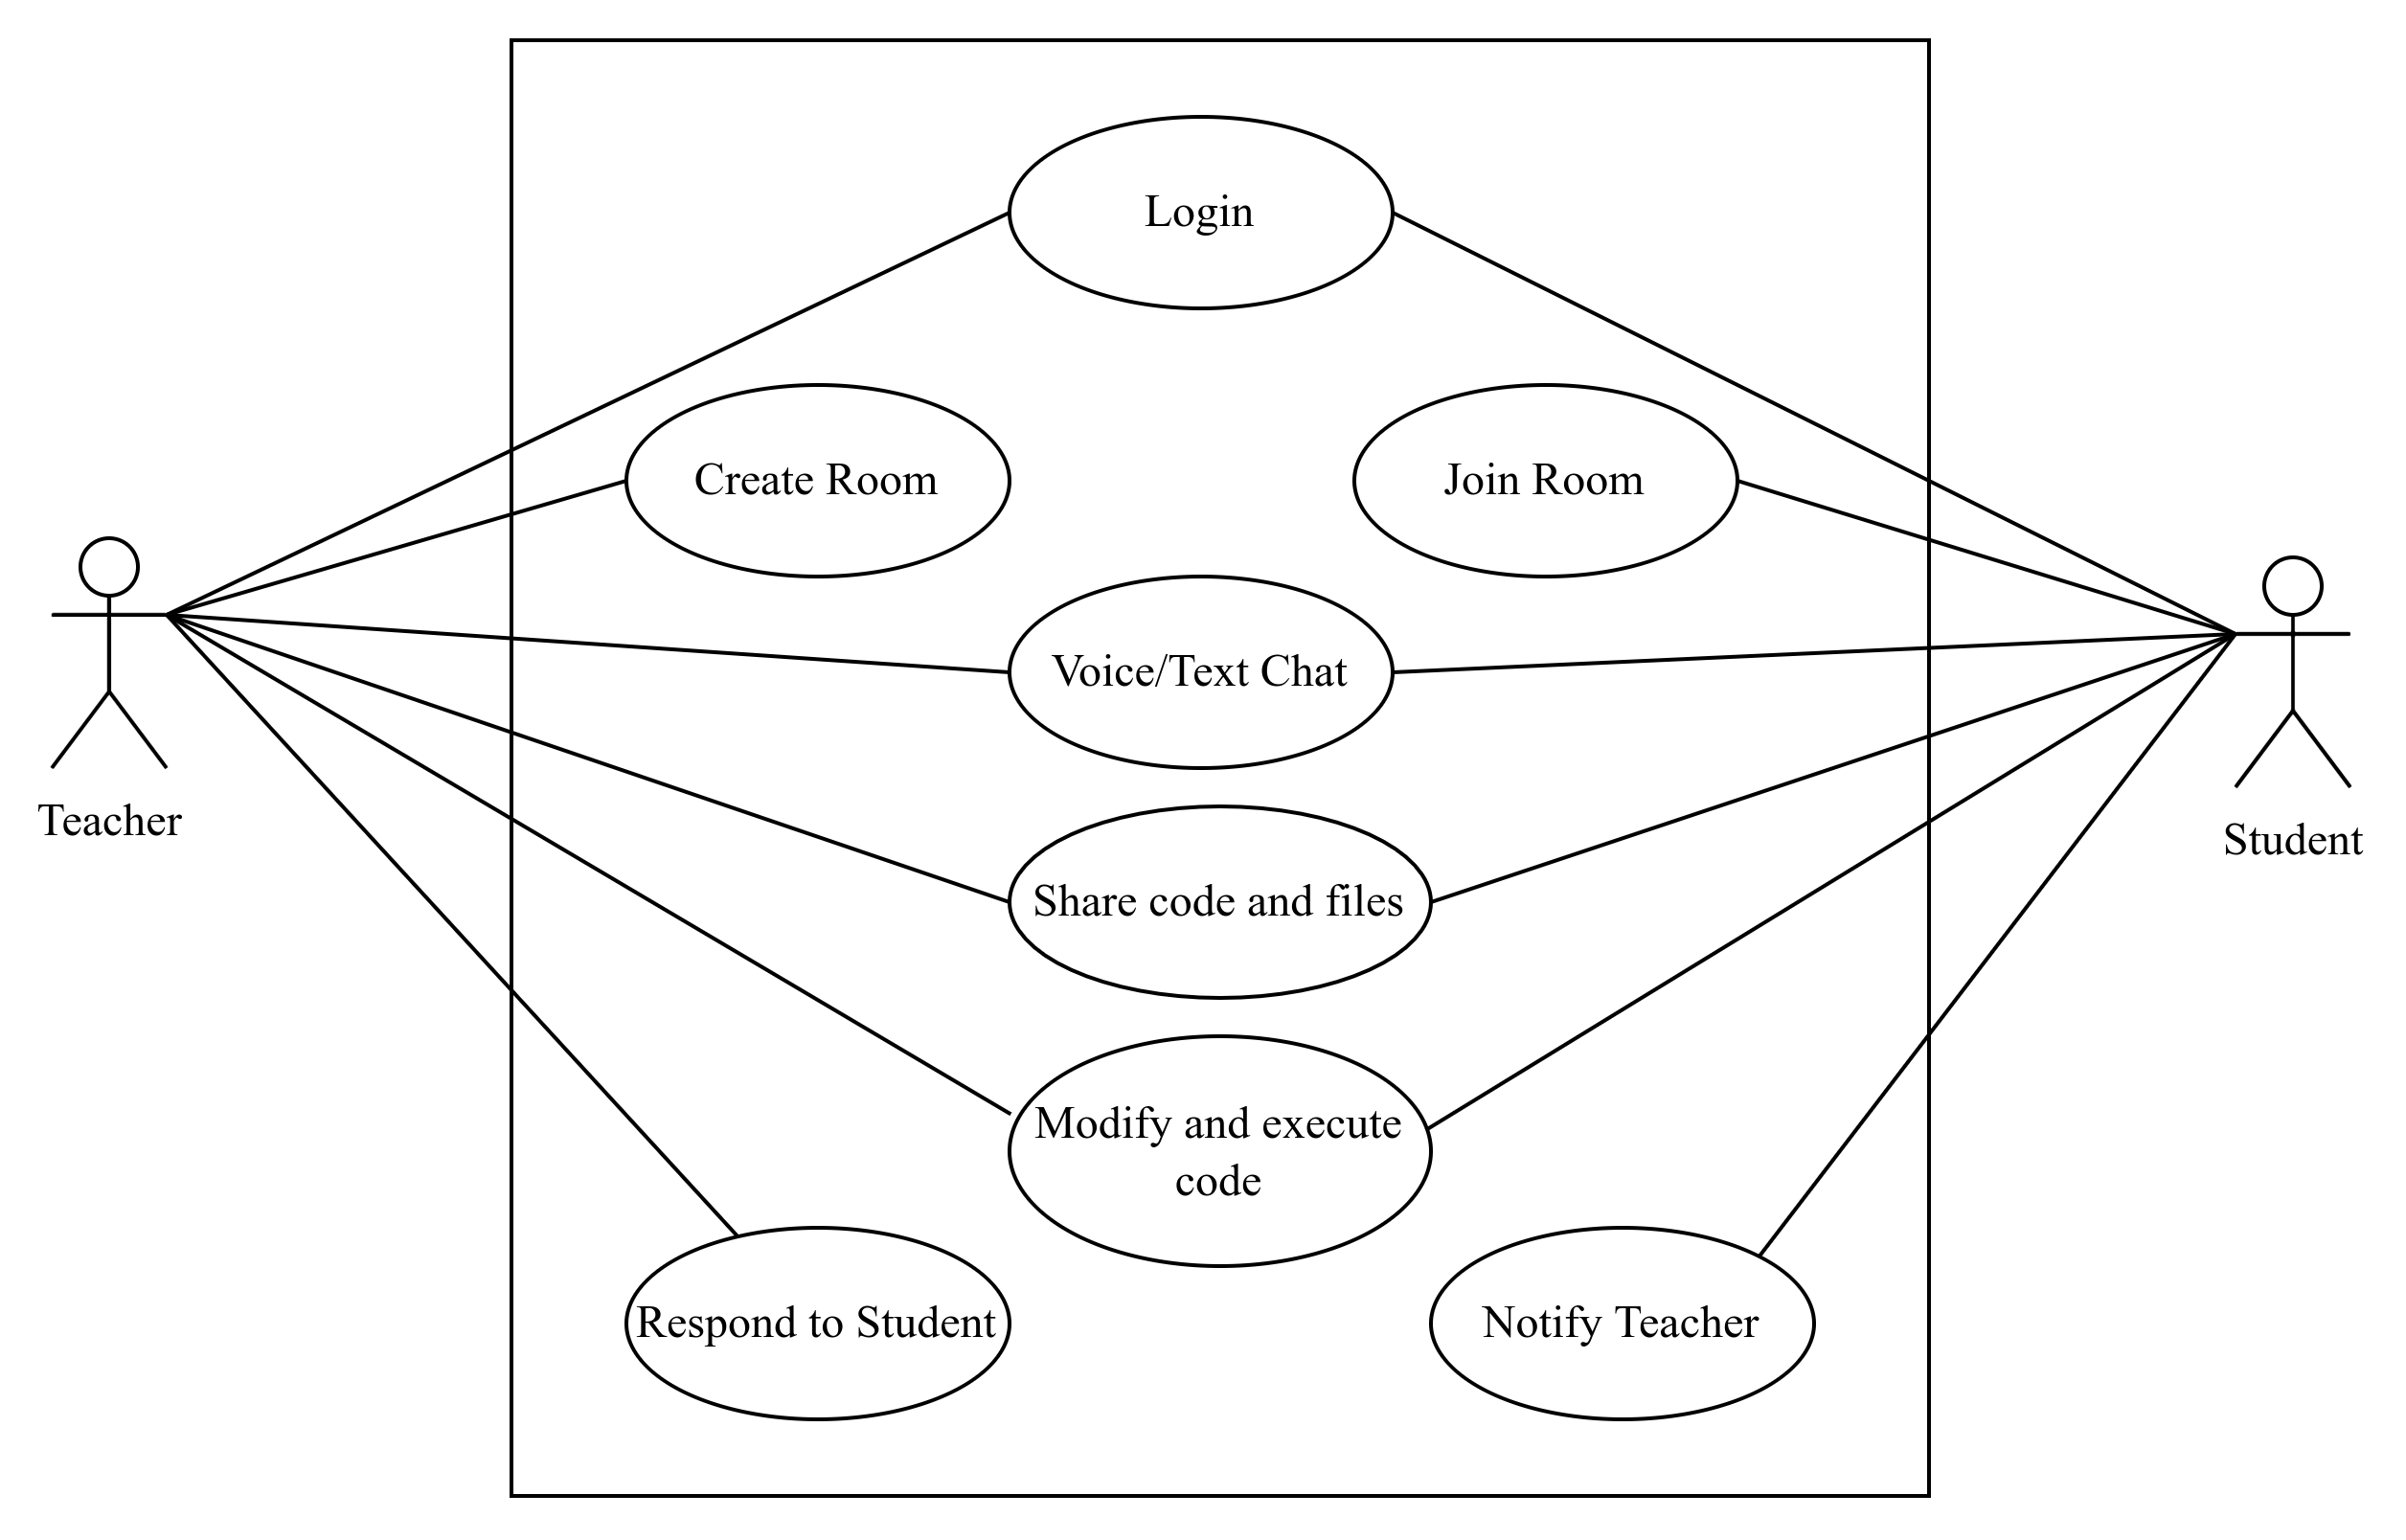 Login
Create Room
Join Room
Voice/Text Chat
Teacher
Student
Share code and files
Modify and execute
code
Respond to Student
Notify Teacher